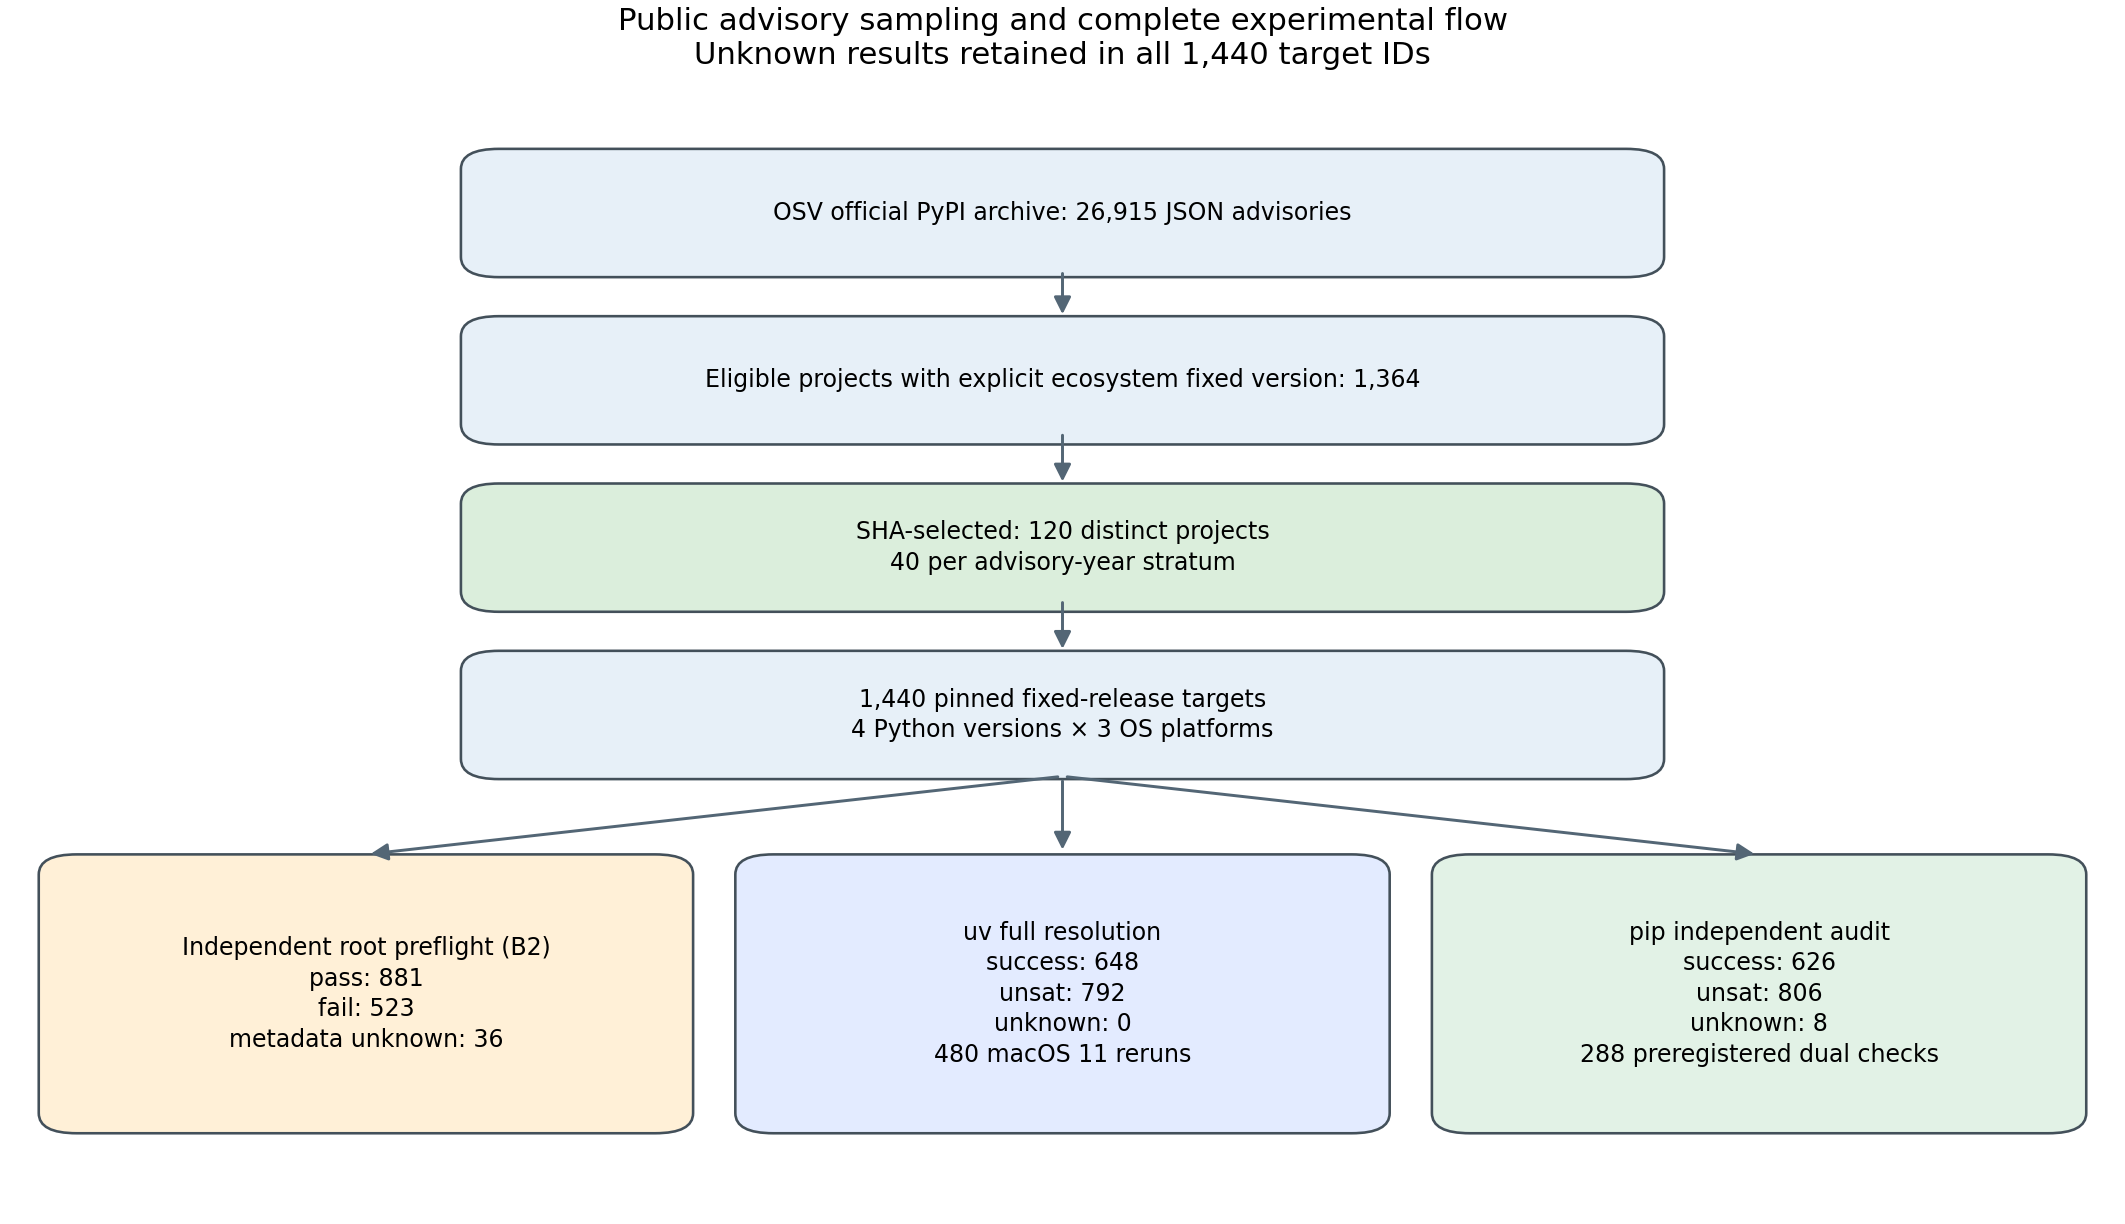 Public advisory sampling and complete experimental flow
Unknown results retained in all 1,440 target IDs
OSV official PyPI archive: 26,915 JSON advisories
Eligible projects with explicit ecosystem fixed version: 1,364
SHA-selected: 120 distinct projects
40 per advisory-year stratum
1,440 pinned fixed-release targets
4 Python versions × 3 OS platforms
Independent root preflight (B2)
pass: 881
fail: 523
metadata unknown: 36
uv full resolution
success: 648
unsat: 792
unknown: 0
480 macOS 11 reruns
pip independent audit
success: 626
unsat: 806
unknown: 8
288 preregistered dual checks